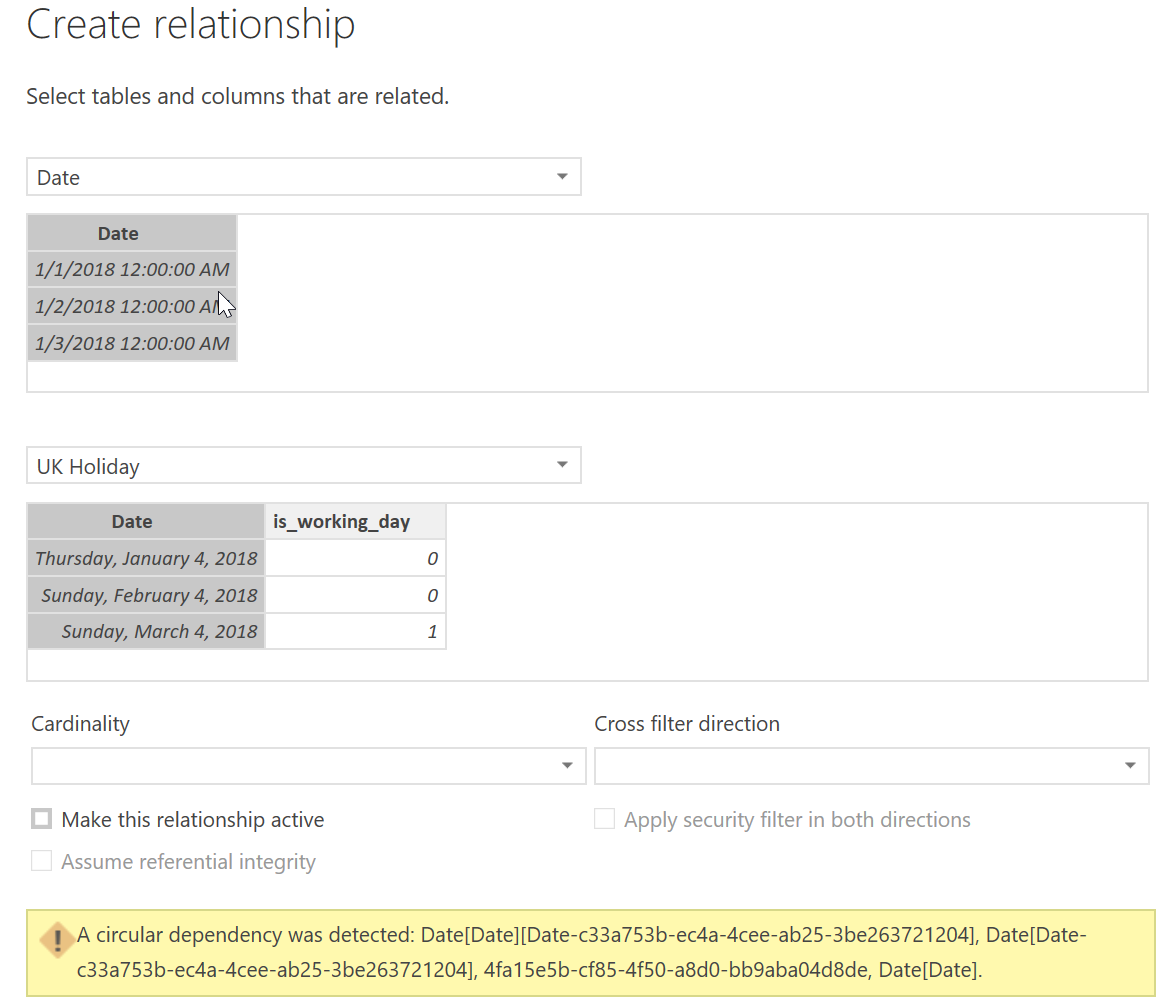 Create relationship
Select tables and columns that are related.
Date
Date
1/1/2018 12:00:00 AM
1/2/2018 12:00:00 AM
1/3/2018 12:00:00 AM
UK Holiday
Date is_working_day
Thursday, January 4, 2018 0
Sunday, February 4, 2018 0
Sunday, March 4, 2018 1
Cardinality Cross filter direction
Make this relationship active Apply security filter in both directions
Assume referential integrity
A circular dependency was detected: Date[Date][Date-c33a753b-ec4a-4cee-ab25-3be263721204], Date[Date-
c33a753b-ec4a-4cee-ab25-3be263721204], 4fa15e5b-cf85-4f50-a8d0-bb9aba04d8de, Date[Date].